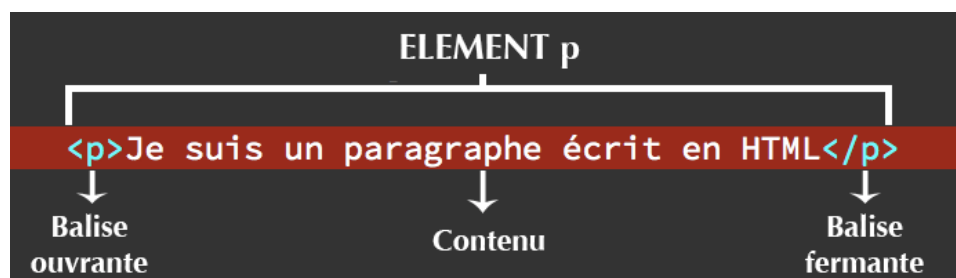 ELEMENT p
<p>Je suis un paragraphe écrit en HTML</p>
Balise
ouvrante
Contenu
Balise
fermante